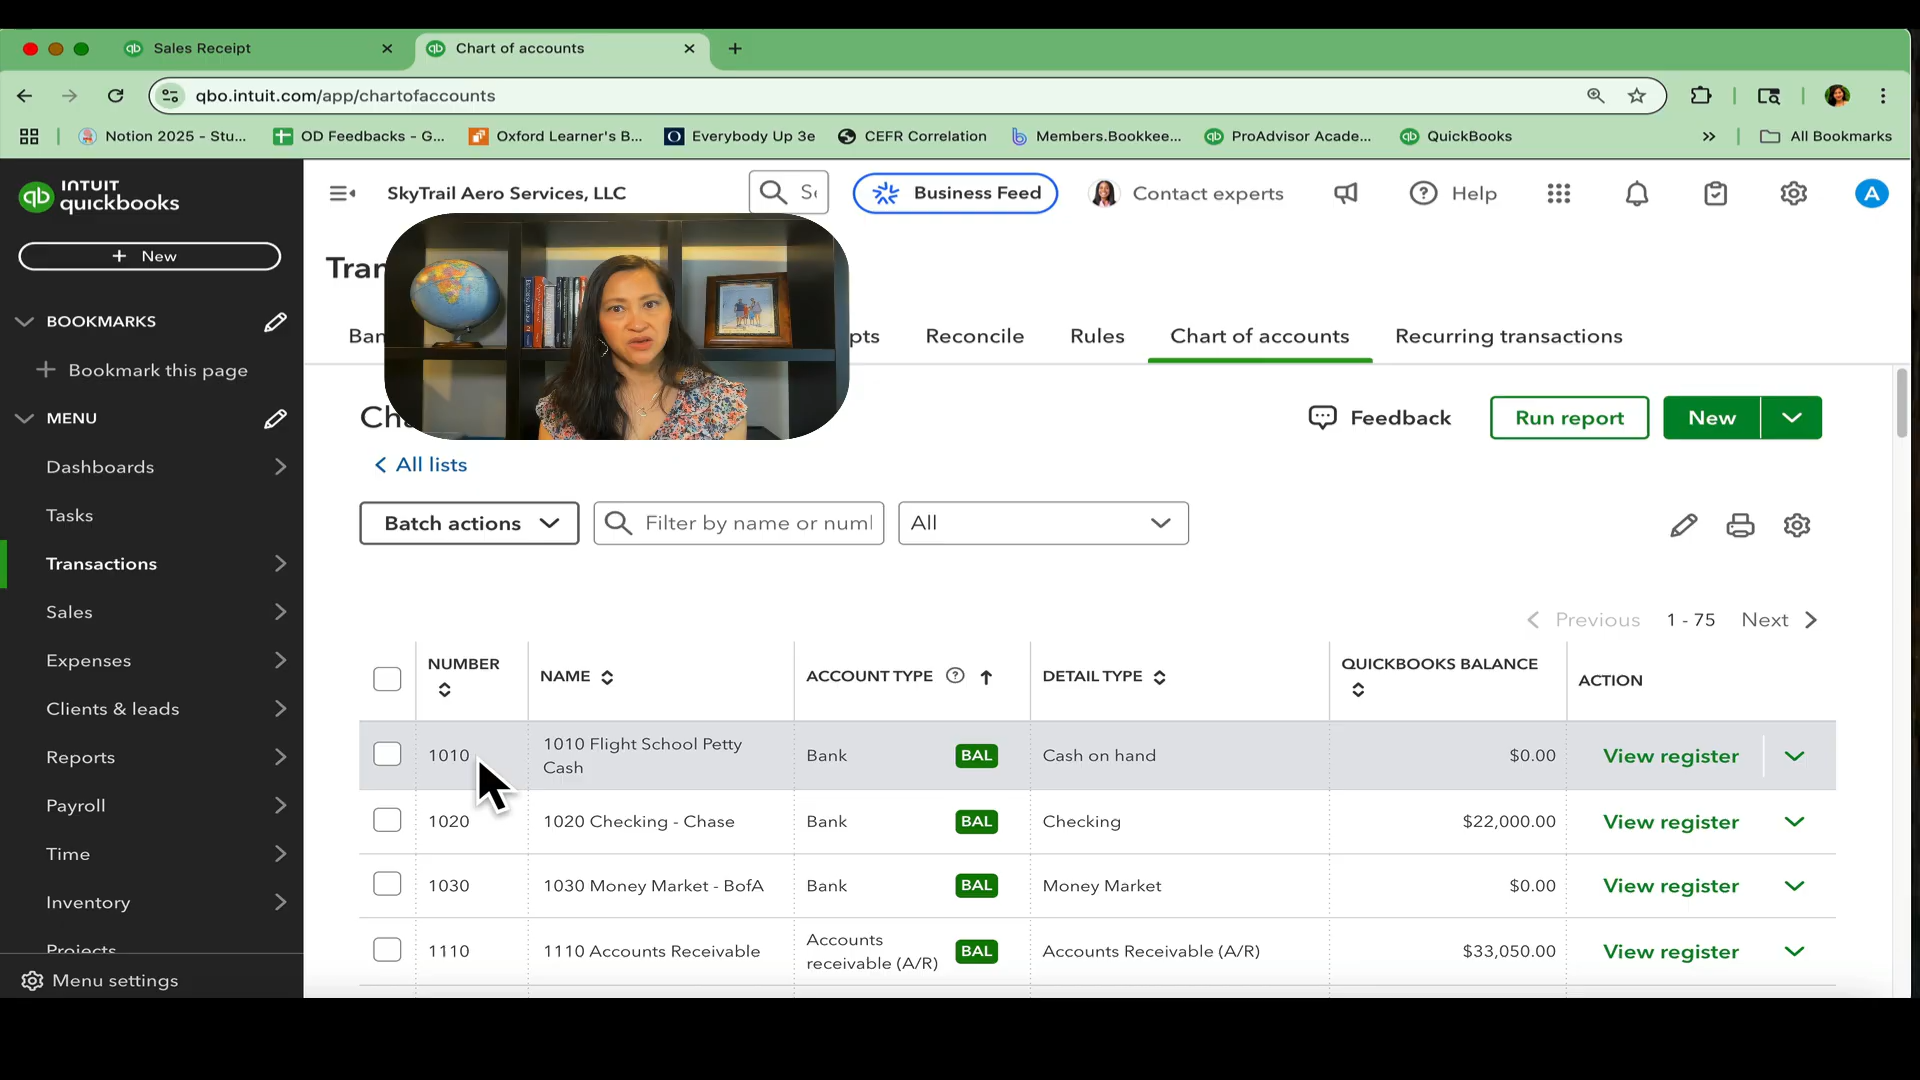 Sales Receipt
Chart of accounts
qbo.intuit.com/app/chartofaccounts
Notion 2025 - Stu...
OD Feedbacks - G...
Oxford Learner's B...
Everybody Up 3e
CEFR Correlation
Members.Bookkee...
ProAdvisor Acade...
QuickBooks
All Bookmarks
INTUIT
quickbooks
SkyTrail Aero Services, LLC
Business Feed
Contact experts
Help
A
+ New
BOOKMARKS
+ Bookmark this page
MENU
Dashboards
Tasks
Transactions
Sales
Expenses
Clients & leads
Reports
Payroll
Time
Inventory
Projects
Menu settings
Tran
Reconcile
Rules
Chart of accounts
Recurring transactions
Feedback
Run report
New
All lists
Batch actions
Filter by name or num
All
Previous 1 - 75 Next
NUMBER NAME ACCOUNT TYPE DETAIL TYPE QUICKBOOKS BALANCE ACTION
1010 1010 Flight School Petty Cash Bank BAL Cash on hand $0.00 View register
1020 1020 Checking - Chase Bank BAL Checking $22,000.00 View register
1030 1030 Money Market - BofA Bank BAL Money Market $0.00 View register
1110 1110 Accounts Receivable Accounts receivable (A/R) BAL Accounts Receivable (A/R) $33,050.00 View register